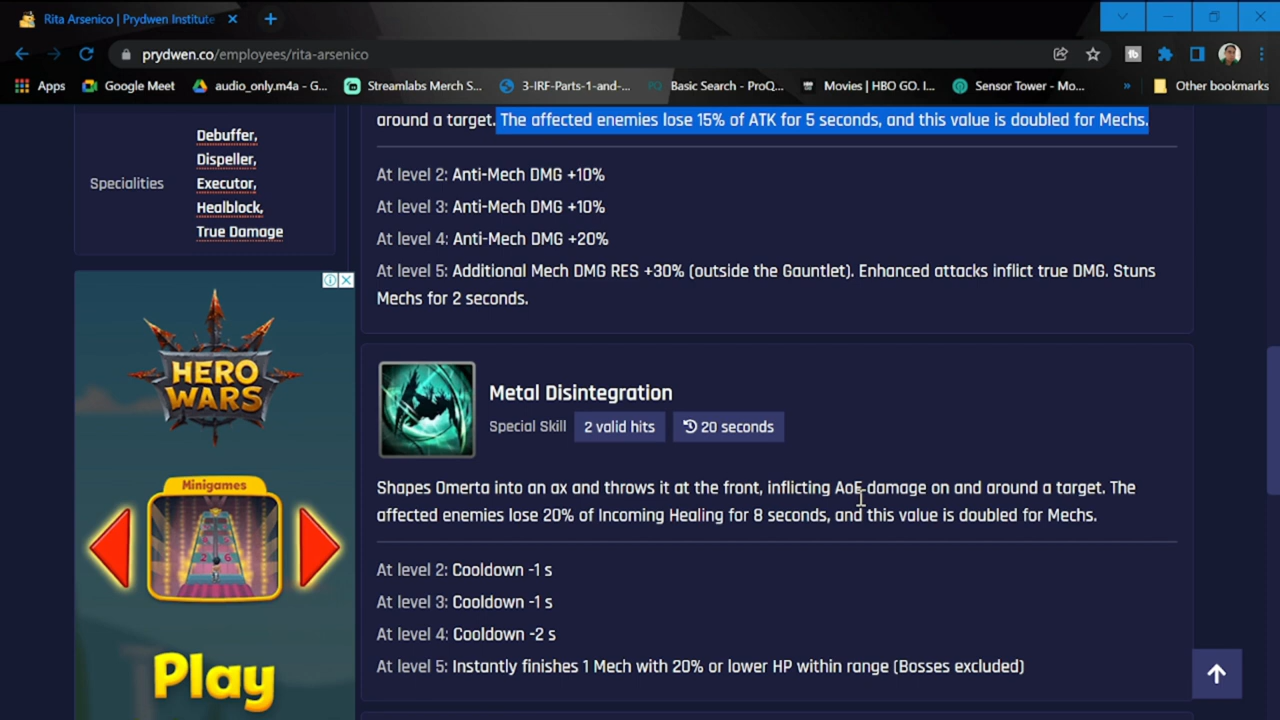 Rita Arsenico | Prydwen Institute
prydwen.co/employees/rita-arsenico
Apps
Google Meet
audio_only.m4a - G...
Streamlabs Merch S...
3-IRF-Parts-1-and-...
Basic Search - ProQ...
Movies | HBO GO. I...
Sensor Tower - Mo...
»
Other bookmarks
around a target. The affected enemies lose 15% of ATK for 5 seconds, and this value is doubled for Mechs.
Specialities
Debuffer,
Dispeller,
Executor,
Healblock,
True Damage
At level 2: Anti-Mech DMG +10%
At level 3: Anti-Mech DMG +10%
At level 4: Anti-Mech DMG +20%
At level 5: Additional Mech DMG RES +30% (outside the Gauntlet). Enhanced attacks inflict true DMG. Stuns
Mechs for 2 seconds.
HERO
WARS
Minigames
Play
Metal Disintegration
Special Skill 2 valid hits 20 seconds
Shapes Omerta into an ax and throws it at the front, inflicting AoE damage on and around a target. The
affected enemies lose 20% of Incoming Healing for 8 seconds, and this value is doubled for Mechs.
At level 2: Cooldown -1 s
At level 3: Cooldown -1 s
At level 4: Cooldown -2 s
At level 5: Instantly finishes 1 Mech with 20% or lower HP within range (Bosses excluded)